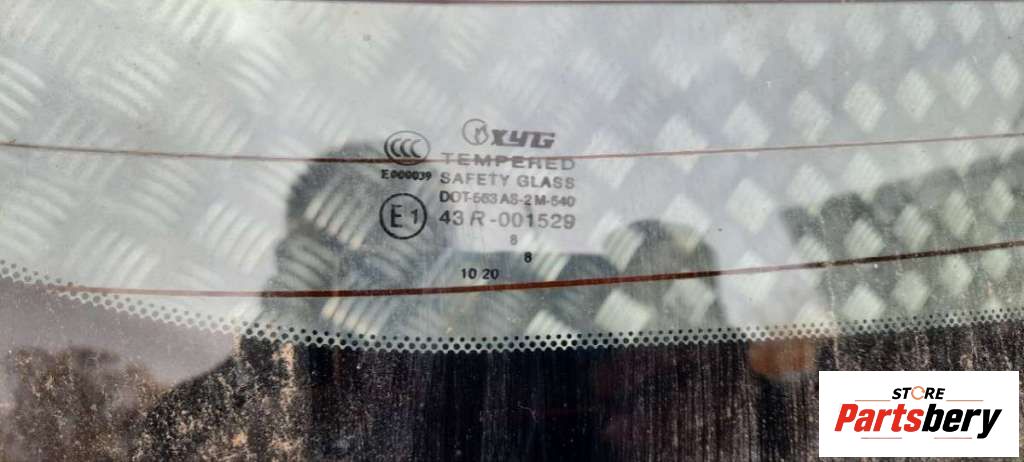 CCC
E000039
XYG
TEMPERED
SAFETY GLASS
DOT-563 AS-2 M-540
E1
43 R -001529
8
8
10 20
STORE
Partsbery